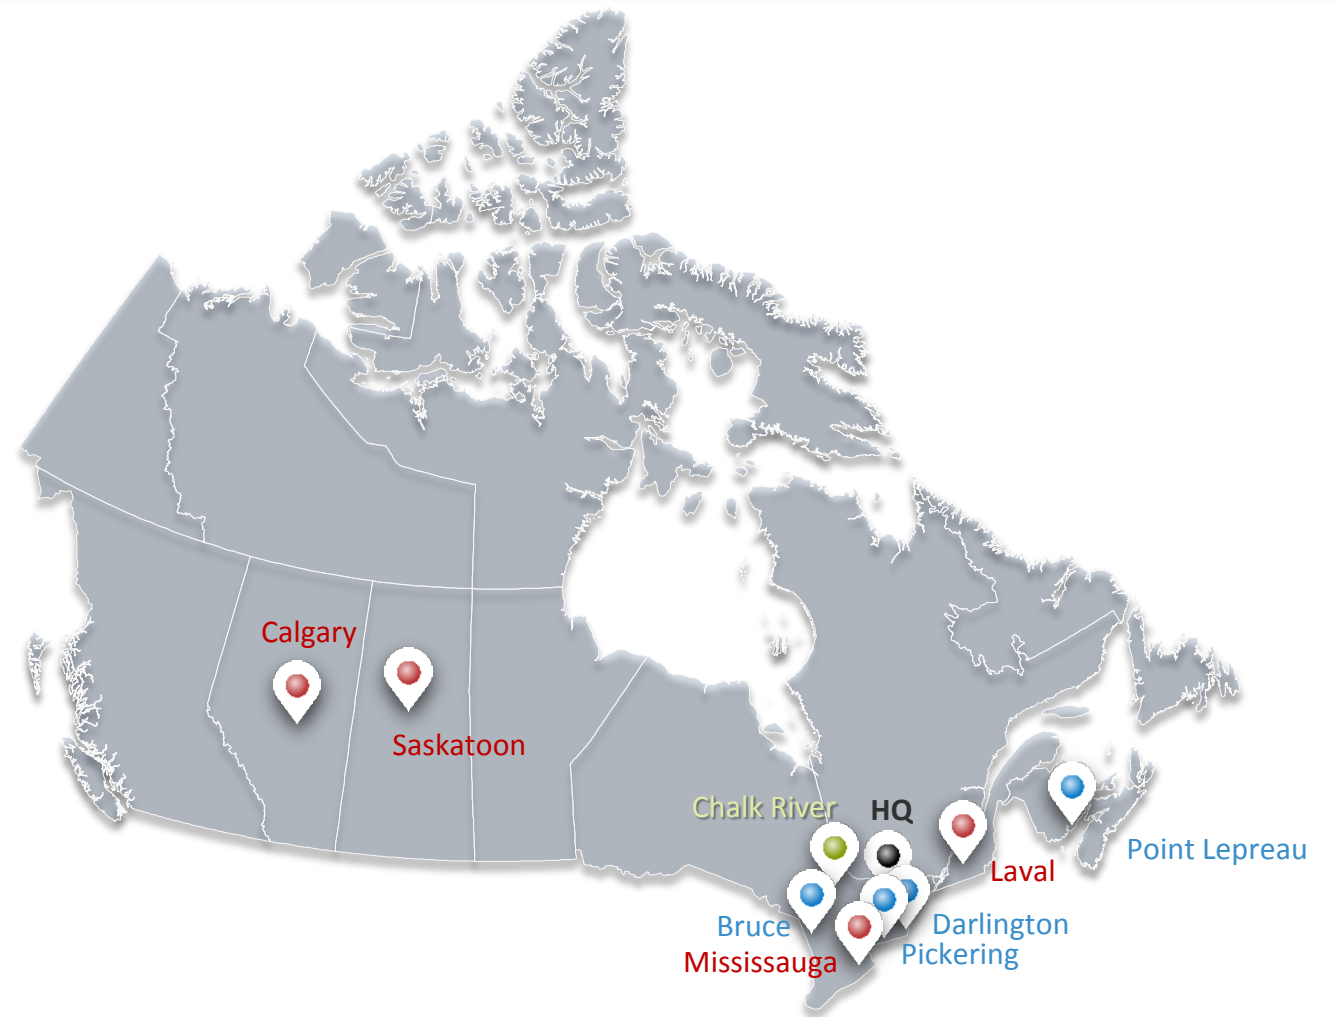 Calgary
Saskatoon
Chalk River
HQ
Point Lepreau
Laval
Bruce
Darlington
Pickering
Mississauga